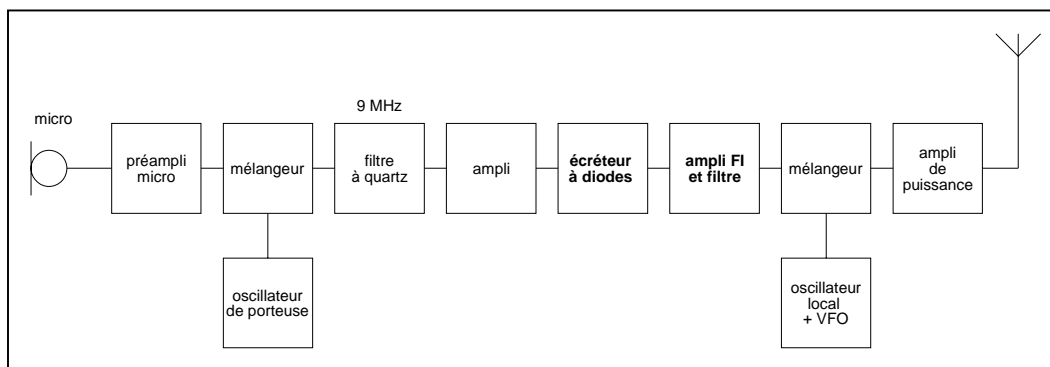 9 MHz
micro
préampli
micro
mélangeur
filtre
à quartz
ampli
écréteur
à diodes
ampli FI
et filtre
mélangeur
ampli
de
puissance
oscillateur
de porteuse
oscillateur
local
+ VFO